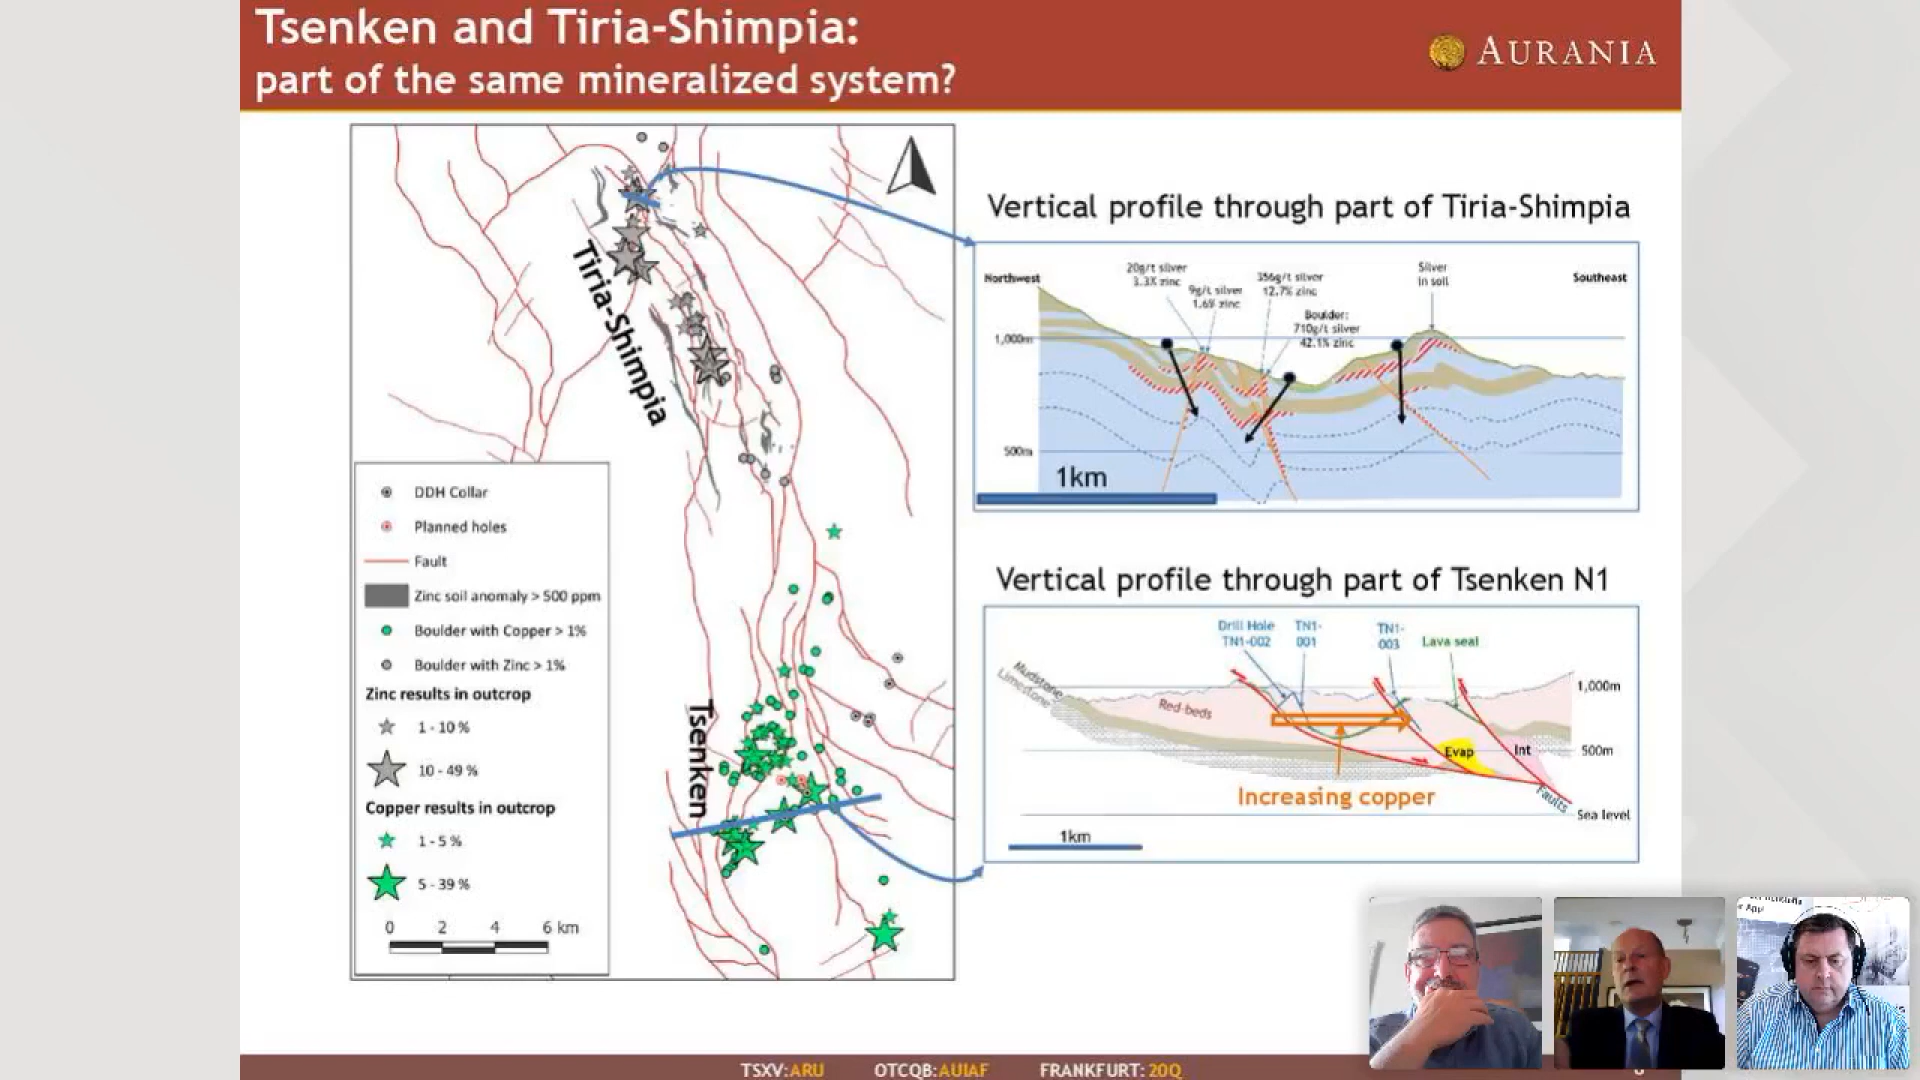 Tsenken and Tiria-Shimpia:
part of the same mineralized system?
AURANIA
Tiria-Shimpia
Tsenken
DDH Collar
Planned holes
Fault
Zinc soil anomaly > 500 ppm
Boulder with Copper > 1%
Boulder with Zinc > 1%
Zinc results in outcrop
1 - 10 %
10 - 49 %
Copper results in outcrop
1 - 5 %
5 - 39 %
0 2 4 6 km
Vertical profile through part of Tiria-Shimpia
Northwest
20g/t silver
3.3% zinc
9g/t silver
1.6% zinc
356g/t silver
12.7% zinc
Boulder:
710g/t silver
42.1% zinc
Silver
in soil
Southeast
1,000m
500m
1km
Vertical profile through part of Tsenken N1
Drill Hole
TN1-002
TN1-
001
TN1-
003
Lava seal
Mudstone
Limestone
Red-beds
1,000m
Evap
Int
500m
Increasing copper
Faults
Sea level
1km
App!
TSXV:ARU OTCQB:AUIAF FRANKFURT:20Q